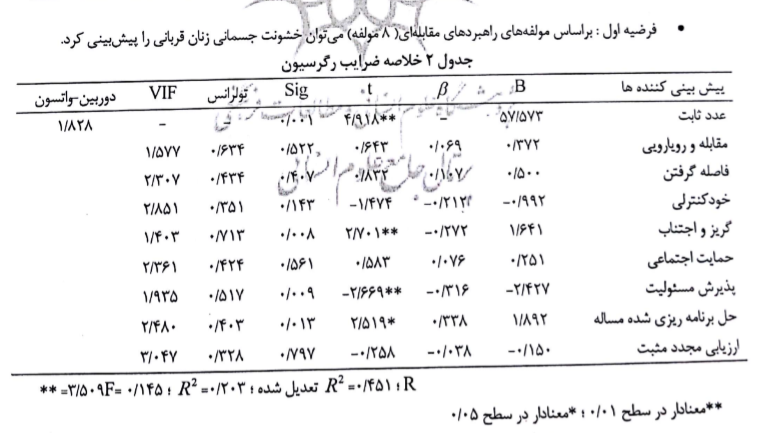 • فرضیه اول : براساس مولفه‌های راهبردهای مقابله‌ای( ۸ مولفه) می‌توان خشونت جسمانی زنان قربانی را پیش‌بینی کرد.
جدول ۲ خلاصه ضرایب رگرسیون
پیش بینی کننده ها B β t Sig تولرانس VIF دوربین-واتسون
عدد ثابت ۵۷/۵۷۳ – ۴/۹۱۸** ۰/۰۰۱ – – ۱/۸۲۸
مقابله و رویارویی ۰/۳۷۲ ۰/۰۶۹ ۰/۶۴۳ ۰/۵۲۲ ۰/۶۳۴ ۱/۵۷۷
فاصله گرفتن ۰/۵۰۰ ۰/۱۰۷ ۰/۸۳۲ ۰/۴۰۷ ۰/۴۳۴ ۲/۳۰۷
خودکنترلی −۰/۹۹۲ −۰/۲۱۲ −۱/۴۷۴ ۰/۱۴۳ ۰/۳۵۱ ۲/۸۵۱
گریز و اجتناب ۱/۶۴۱ −۰/۲۷۲ ۲/۷۰۱** ۰/۰۰۸ ۰/۷۱۳ ۱/۴۰۳
حمایت اجتماعی ۰/۲۵۱ ۰/۰۷۶ ۰/۵۸۳ ۰/۵۶۱ ۰/۴۲۴ ۲/۳۶۱
پذیرش مسئولیت −۲/۴۲۷ −۰/۳۱۶ −۲/۶۶۹** ۰/۰۰۹ ۰/۵۱۷ ۱/۹۳۵
حل برنامه ریزی شده مساله ۱/۸۹۲ ۰/۳۳۸ ۲/۵۱۹* ۰/۰۱۳ ۰/۴۰۳ ۲/۴۸۰
ارزیابی مجدد مثبت −۰/۱۵۰ −۰/۰۳۸ −۰/۲۵۸ ۰/۷۹۷ ۰/۳۲۸ ۳/۰۴۷
R ؛ R² =۰/۴۵۱ تعدیل شده ؛ R² =۰/۲۰۳ ؛ ۰/۱۴۵ =۳/۵۰۹F= **
**معنادار در سطح ۰/۰۱ ؛ *معنادار در سطح ۰/۰۵